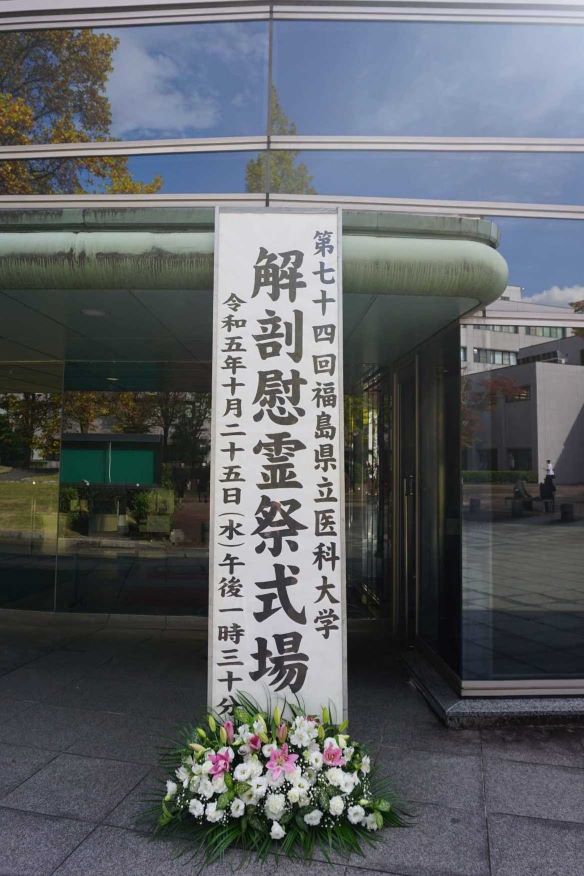 第七十四回福島県立医科大学
解剖慰霊祭式場
令和五年十月二十五日(水)午後一時三十分